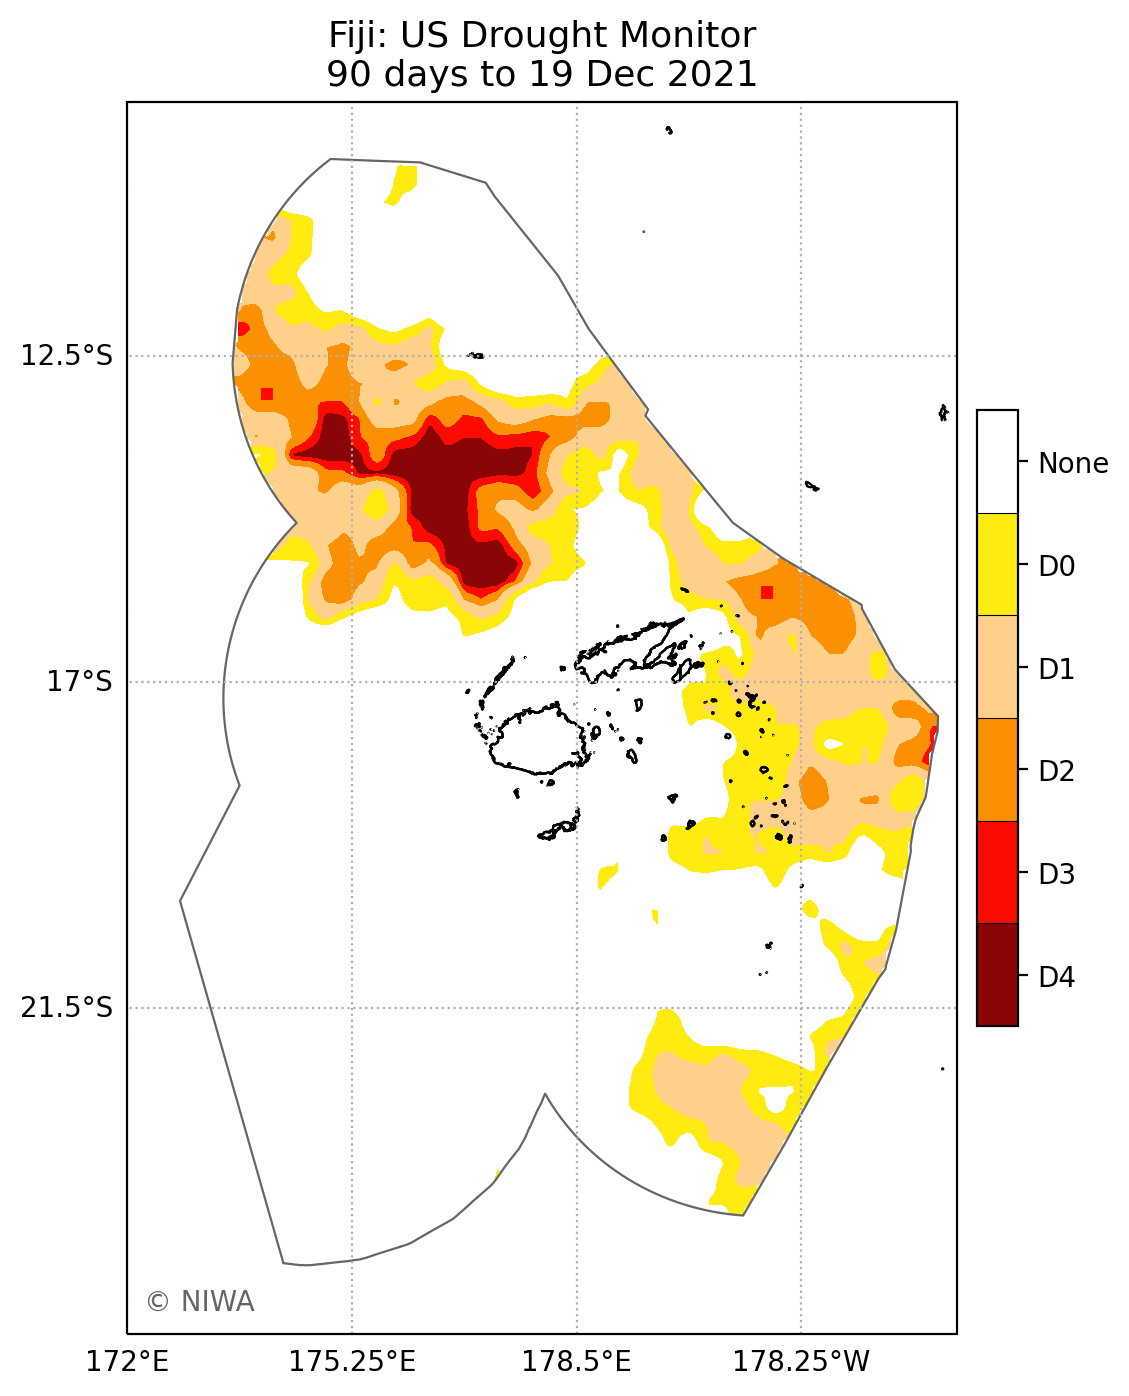 Fiji: US Drought Monitor
90 days to 19 Dec 2021
12.5°S
17°S
21.5°S
172°E
175.25°E
178.5°E
178.25°W
None
D0
D1
D2
D3
D4
© NIWA